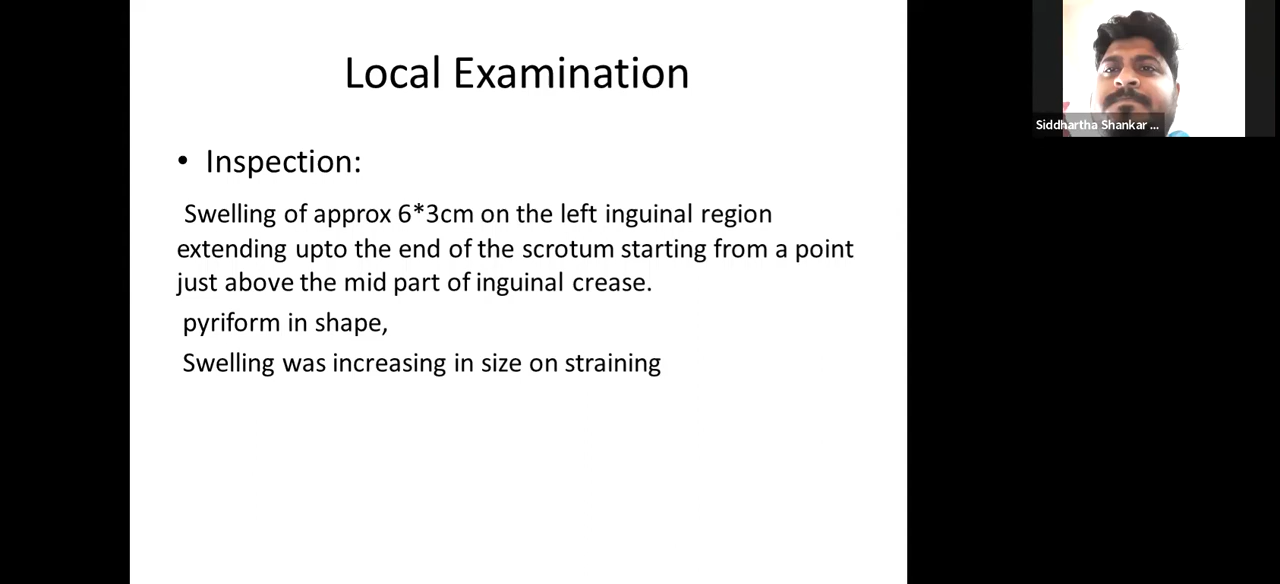 Local Examination
• Inspection:
Swelling of approx 6*3cm on the left inguinal region
extending upto the end of the scrotum starting from a point
just above the mid part of inguinal crease.
pyriform in shape,
Swelling was increasing in size on straining
Siddhartha Shankar ...